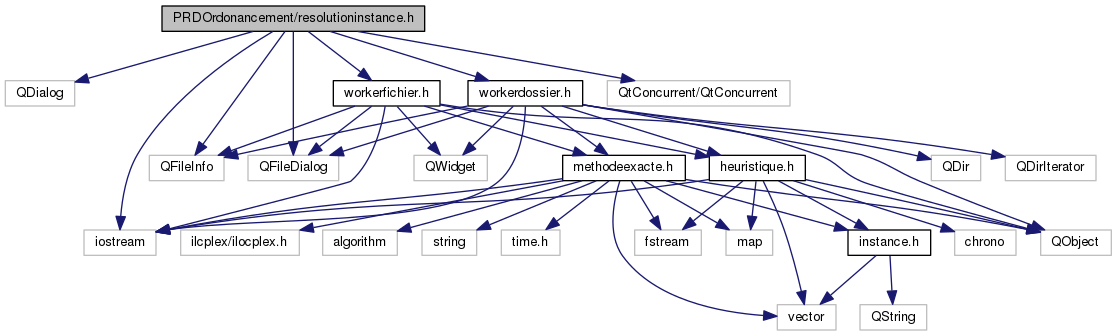 PRDOrdonancement/resolutioninstance.h
QDialog
workerfichier.h
workerdossier.h
QtConcurrent/QtConcurrent
QFileInfo
QFileDialog
QWidget
methodeexacte.h
heuristique.h
QDir
QDirIterator
iostream
ilcplex/ilocplex.h
algorithm
string
time.h
fstream
map
instance.h
chrono
QObject
vector
QString